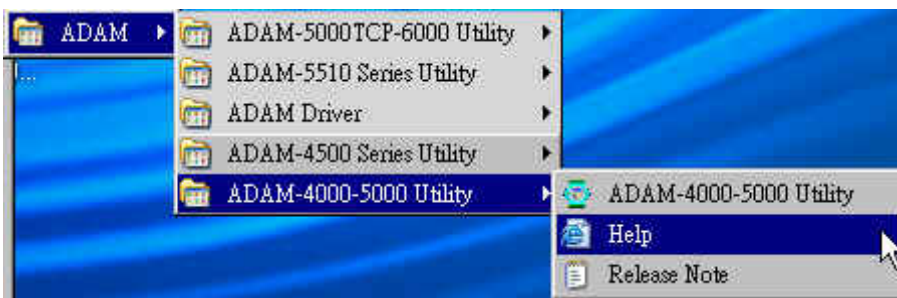 ADAM
ADAM-5000TCP-6000 Utility
ADAM-5510 Series Utility
ADAM Driver
ADAM-4500 Series Utility
ADAM-4000-5000 Utility
ADAM-4000-5000 Utility
Help
Release Note